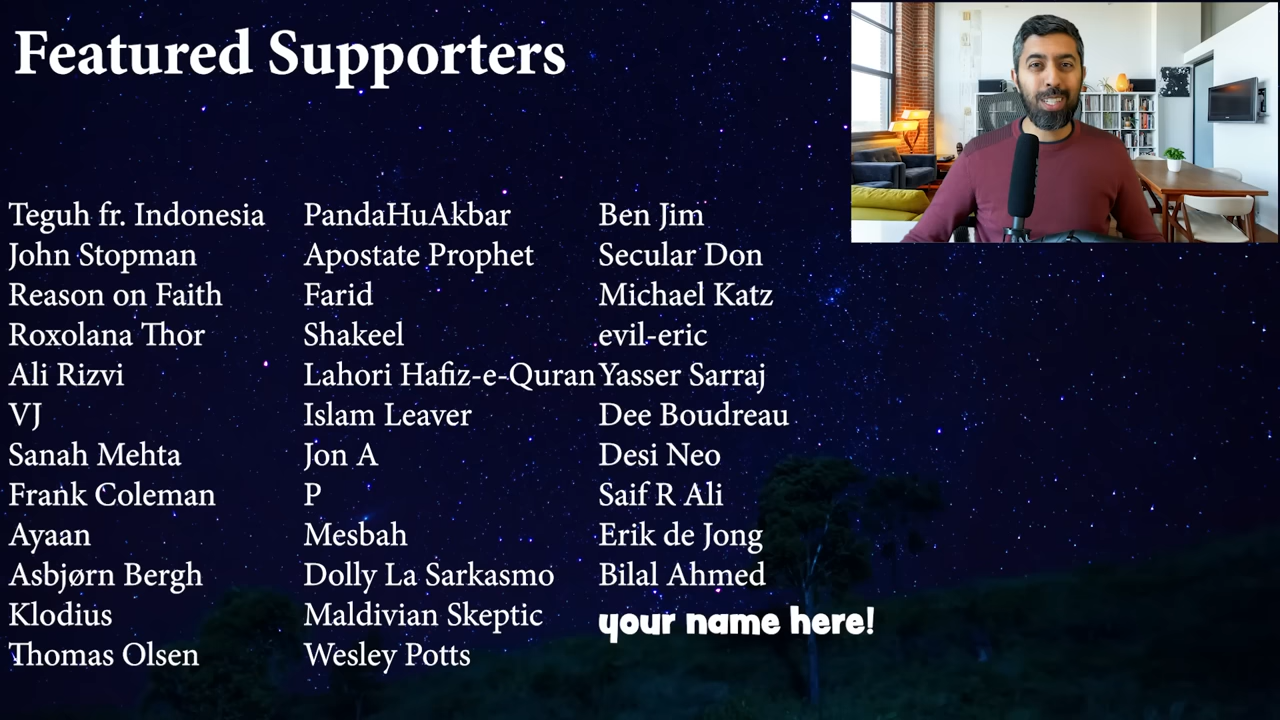 Featured Supporters
Teguh fr. Indonesia
John Stopman
Reason on Faith
Roxolana Thor
Ali Rizvi
VJ
Sanah Mehta
Frank Coleman
Ayaan
Asbjørn Bergh
Klodius
Thomas Olsen
PandaHuAkbar
Apostate Prophet
Farid
Shakeel
Lahori Hafiz-e-Quran
Islam Leaver
Jon A
P
Mesbah
Dolly La Sarkasmo
Maldivian Skeptic
Wesley Potts
Ben Jim
Secular Don
Michael Katz
evil-eric
Yasser Sarraj
Dee Boudreau
Desi Neo
Saif R Ali
Erik de Jong
Bilal Ahmed
your name here!